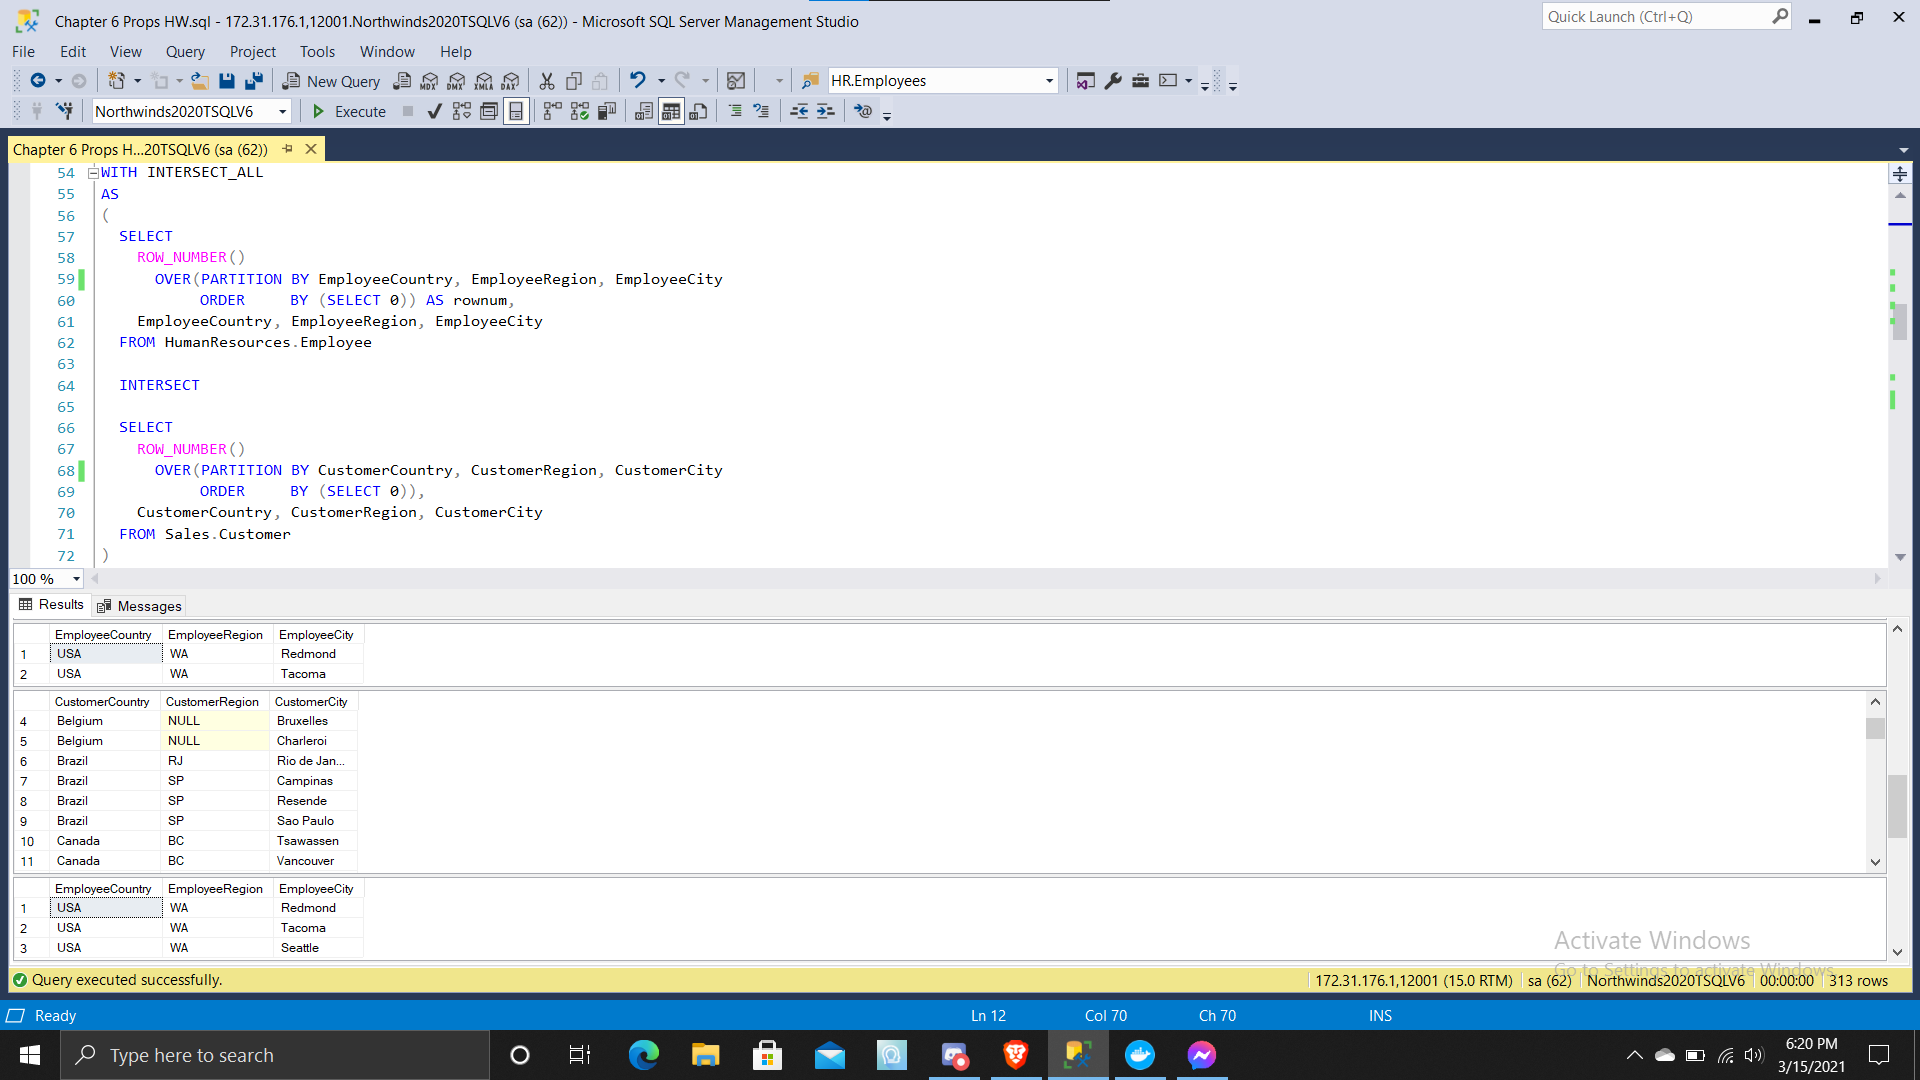 Chapter 6 Props HW.sql - 172.31.176.1,12001.Northwinds2020TSQLV6 (sa (62)) - Microsoft SQL Server Management Studio
Quick Launch (Ctrl+Q)
File Edit View Query Project Tools Window Help
New Query MDX DMX XMLA DAX HR.Employees
Northwinds2020TSQLV6 Execute
Chapter 6 Props H...20TSQLV6 (sa (62))
54 WITH INTERSECT_ALL
55 AS
56 (
57 SELECT
58 ROW_NUMBER()
59 OVER(PARTITION BY EmployeeCountry, EmployeeRegion, EmployeeCity
60 ORDER BY (SELECT 0)) AS rownum,
61 EmployeeCountry, EmployeeRegion, EmployeeCity
62 FROM HumanResources.Employee
63
64 INTERSECT
65
66 SELECT
67 ROW_NUMBER()
68 OVER(PARTITION BY CustomerCountry, CustomerRegion, CustomerCity
69 ORDER BY (SELECT 0)),
70 CustomerCountry, CustomerRegion, CustomerCity
71 FROM Sales.Customer
72 )
100 %
Results Messages
EmployeeCountry EmployeeRegion EmployeeCity
1 USA WA Redmond
2 USA WA Tacoma
CustomerCountry CustomerRegion CustomerCity
4 Belgium NULL Bruxelles
5 Belgium NULL Charleroi
6 Brazil RJ Rio de Jan...
7 Brazil SP Campinas
8 Brazil SP Resende
9 Brazil SP Sao Paulo
10 Canada BC Tsawassen
11 Canada BC Vancouver
EmployeeCountry EmployeeRegion EmployeeCity
1 USA WA Redmond
2 USA WA Tacoma
3 USA WA Seattle
Activate Windows
Go to Settings to activate Windows.
Query executed successfully. 172.31.176.1,12001 (15.0 RTM) sa (62) Northwinds2020TSQLV6 00:00:00 313 rows
Ready Ln 12 Col 70 Ch 70 INS
Type here to search
6:20 PM
3/15/2021